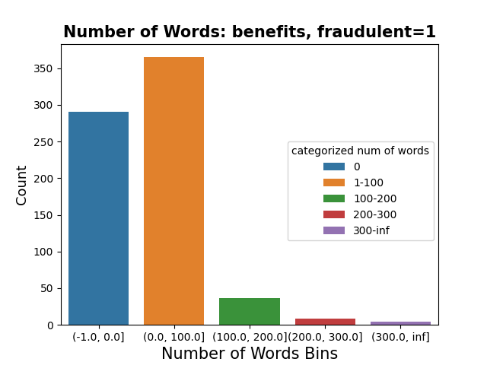 Number of Words: benefits, fraudulent=1
350
300
250
200
150
100
50
0
Count
categorized num of words
0
1-100
100-200
200-300
300-inf
(-1.0, 0.0] (0.0, 100.0] (100.0, 200.0] (200.0, 300.0] (300.0, inf]
Number of Words Bins